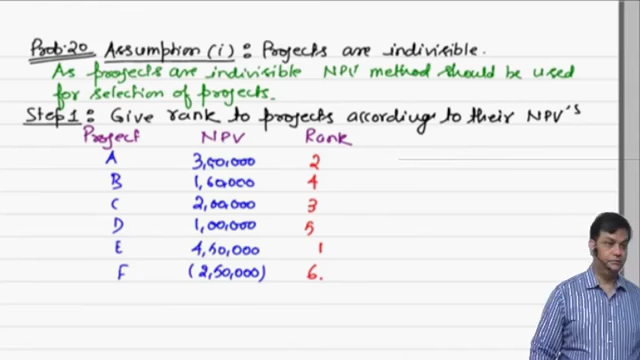 Prob.20 Assumption (i): Projects are indivisible.
As projects are indivisible NPV method should be used
for selection of projects.
Step 1: Give rank to projects according to their NPV's
Project NPV Rank
A 3,50,000 2
B 1,60,000 4
C 2,00,000 3
D 1,00,000 5
E 4,50,000 1
F (2,50,000) 6.